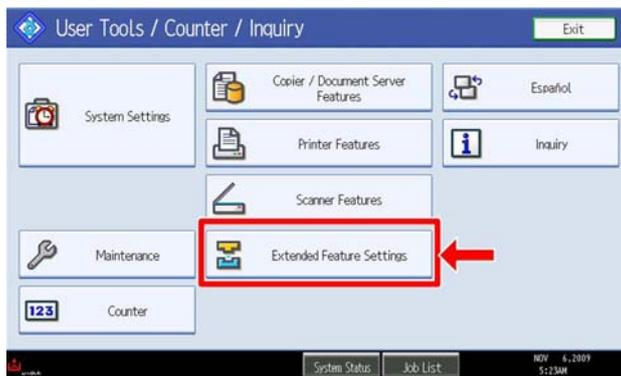 User Tools / Counter / Inquiry
Exit
System Settings
Copier / Document Server
Features
Español
Printer Features
Inquiry
Scanner Features
Maintenance
Extended Feature Settings
123
Counter
System Status
Job List
NOV 6,2009
5:23AM